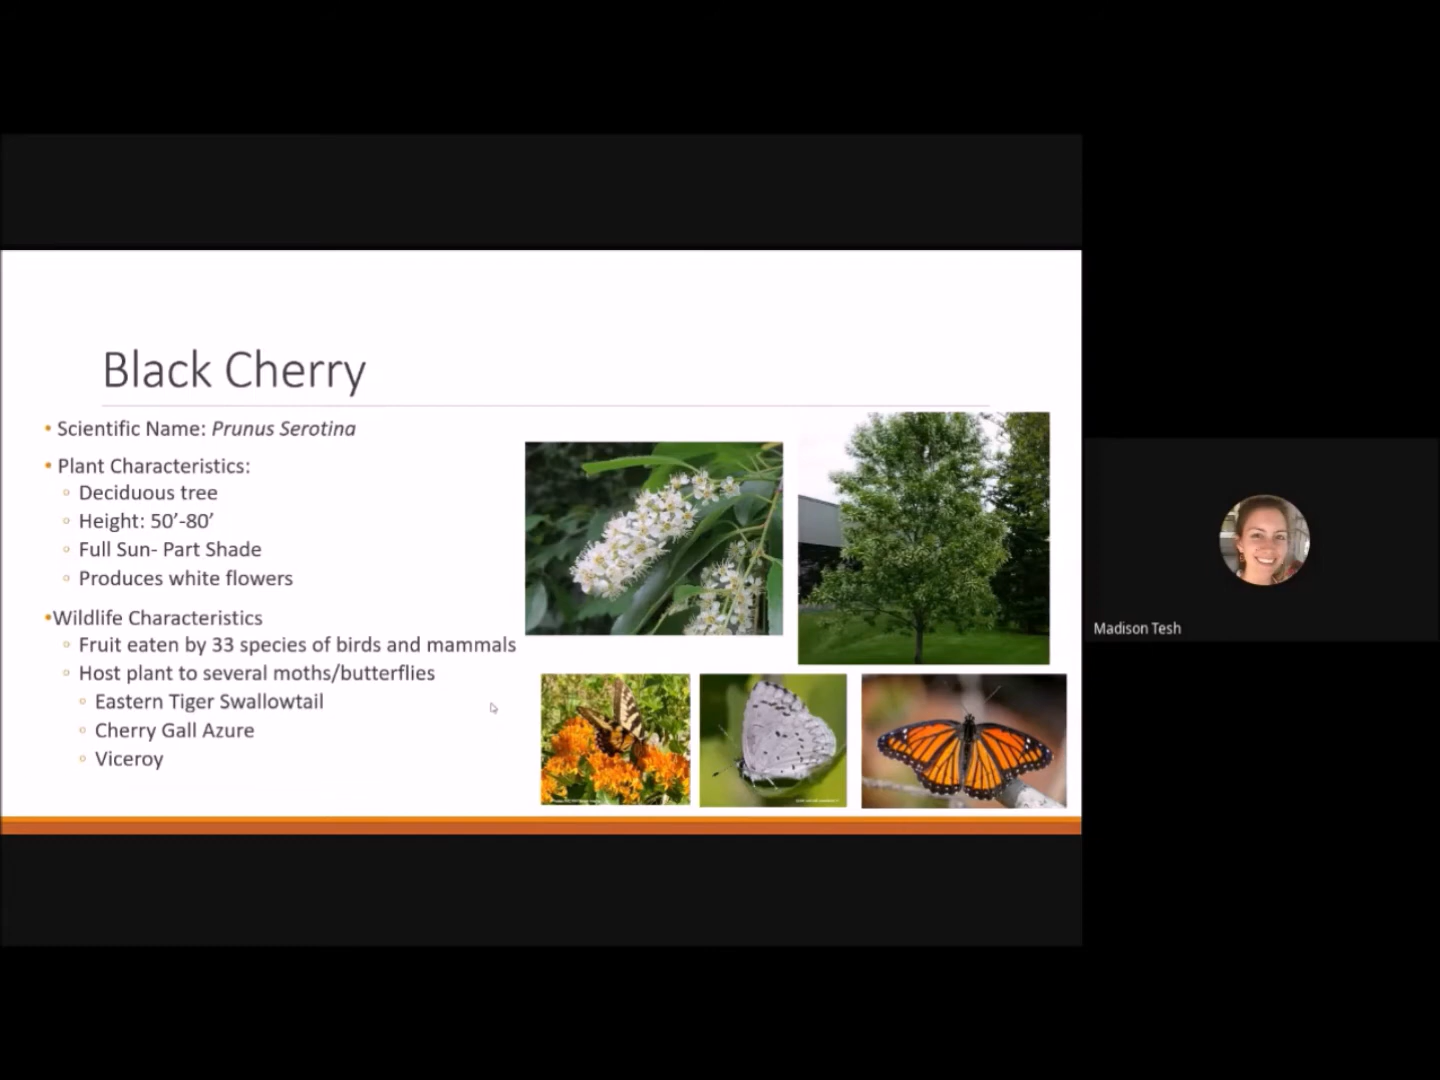 Black Cherry
• Scientific Name: Prunus Serotina
• Plant Characteristics:
◦ Deciduous tree
◦ Height: 50’-80’
◦ Full Sun- Part Shade
◦ Produces white flowers
•Wildlife Characteristics
◦ Fruit eaten by 33 species of birds and mammals
◦ Host plant to several moths/butterflies
◦ Eastern Tiger Swallowtail
◦ Cherry Gall Azure
◦ Viceroy
Madison Tesh